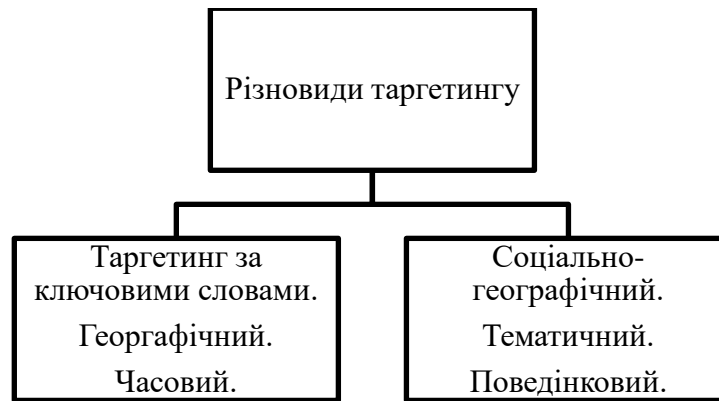 Різновиди таргетингу
Таргетинг за
ключовими словами.
Георгафічний.
Часовий.
Соціально-
географічний.
Тематичний.
Поведінковий.